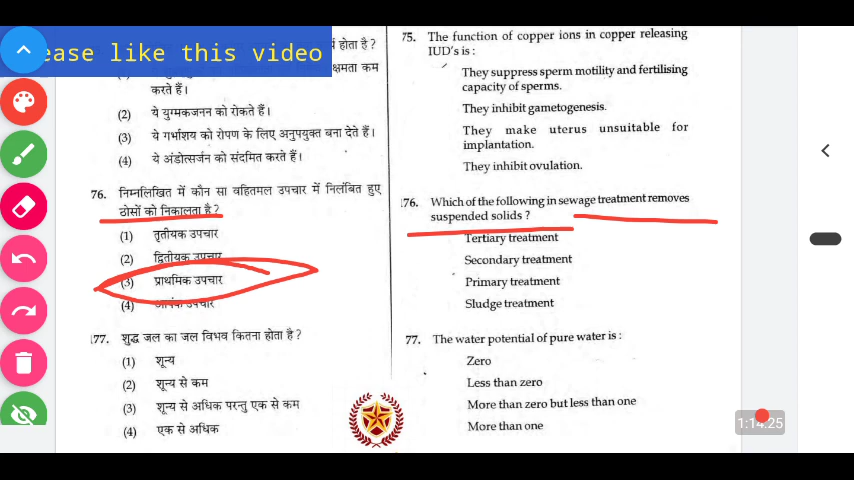 ease like this video
र्य होता है ?
क्षमता कम
करते हैं।
(2) ये युग्मकजनन को रोकते हैं।
(3) ये गर्भाशय को रोपण के लिए अनुपयुक्त बना देते हैं।
(4) ये अंडोत्सर्जन को संदमित करते हैं।
76. निम्नलिखित में कौन सा वहितमल उपचार में निलंबित हुए
ठोसों को निकालता है ?
(1) तृतीयक उपचार
(2) द्वितीयक उपचार
(3) प्राथमिक उपचार
(4) आपंक उपचार
177. शुद्ध जल का जल विभव कितना होता है ?
(1) शून्य
(2) शून्य से कम
(3) शून्य से अधिक परन्तु एक से कम
(4) एक से अधिक
75. The function of copper ions in copper releasing
IUD's is :
They suppress sperm motility and fertilising
capacity of sperms.
They inhibit gametogenesis.
They make uterus unsuitable for
implantation.
They inhibit ovulation.
176. Which of the following in sewage treatment removes
suspended solids ?
Tertiary treatment
Secondary treatment
Primary treatment
Sludge treatment
77. The water potential of pure water is :
Zero
Less than zero
More than zero but less than one
More than one
1:14:25